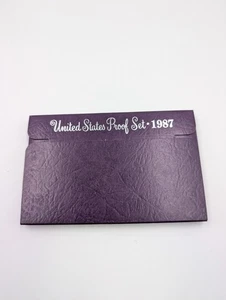 United States Proof Set • 1987